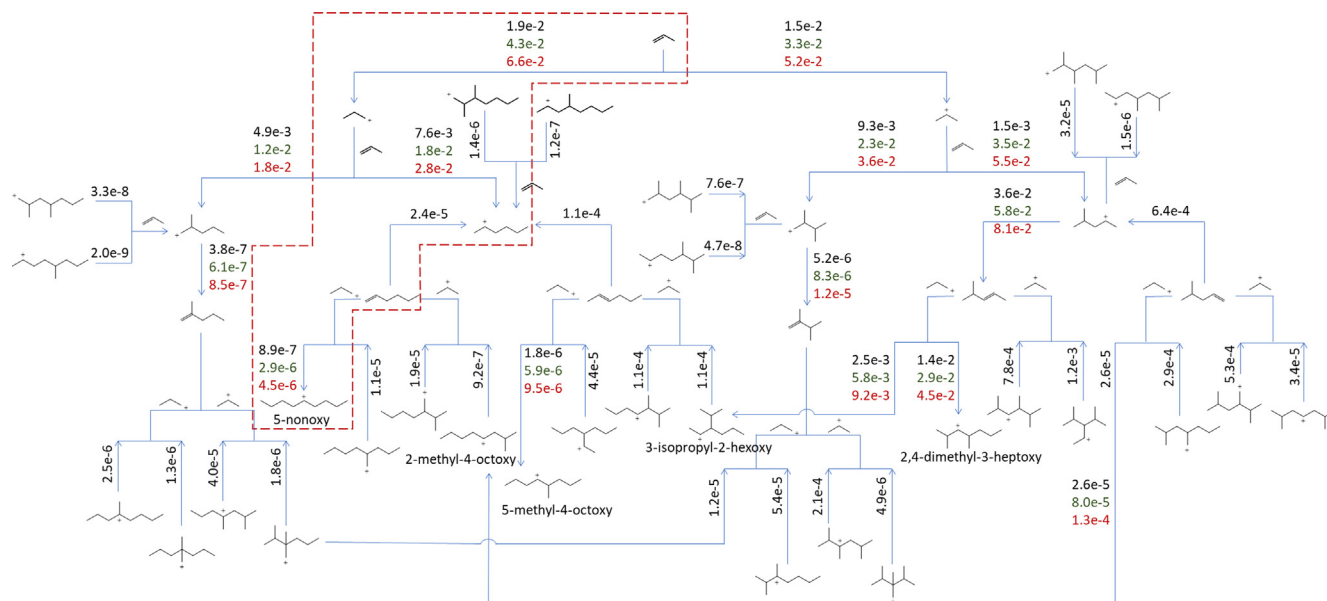 1.9e-2
4.3e-2
6.6e-2
1.5e-2
3.3e-2
5.2e-2
4.9e-3
1.2e-2
1.8e-2
7.6e-3
1.8e-2
2.8e-2
1.4e-6
1.2e-7
9.3e-3
2.3e-2
3.6e-2
1.5e-3
3.5e-2
5.5e-2
3.2e-5
1.5e-6
3.3e-8
2.0e-9
3.8e-7
6.1e-7
8.5e-7
2.4e-5
1.1e-4
7.6e-7
4.7e-8
5.2e-6
8.3e-6
1.2e-5
3.6e-2
5.8e-2
8.1e-2
6.4e-4
8.9e-7
2.9e-6
4.5e-6
1.1e-5
1.9e-5
9.2e-7
1.8e-6
5.9e-6
9.5e-6
4.4e-5
1.1e-4
1.1e-4
2.5e-3
5.8e-3
9.2e-3
1.4e-2
2.9e-2
4.5e-2
7.8e-4
1.2e-3
2.6e-5
2.9e-4
5.3e-4
3.4e-5
5-nonoxy
2-methyl-4-octoxy
3-isopropyl-2-hexoxy
2,4-dimethyl-3-heptoxy
5-methyl-4-octoxy
2.5e-6
1.3e-6
4.0e-5
1.8e-6
1.2e-5
5.4e-5
2.1e-4
4.9e-6
2.6e-5
8.0e-5
1.3e-4